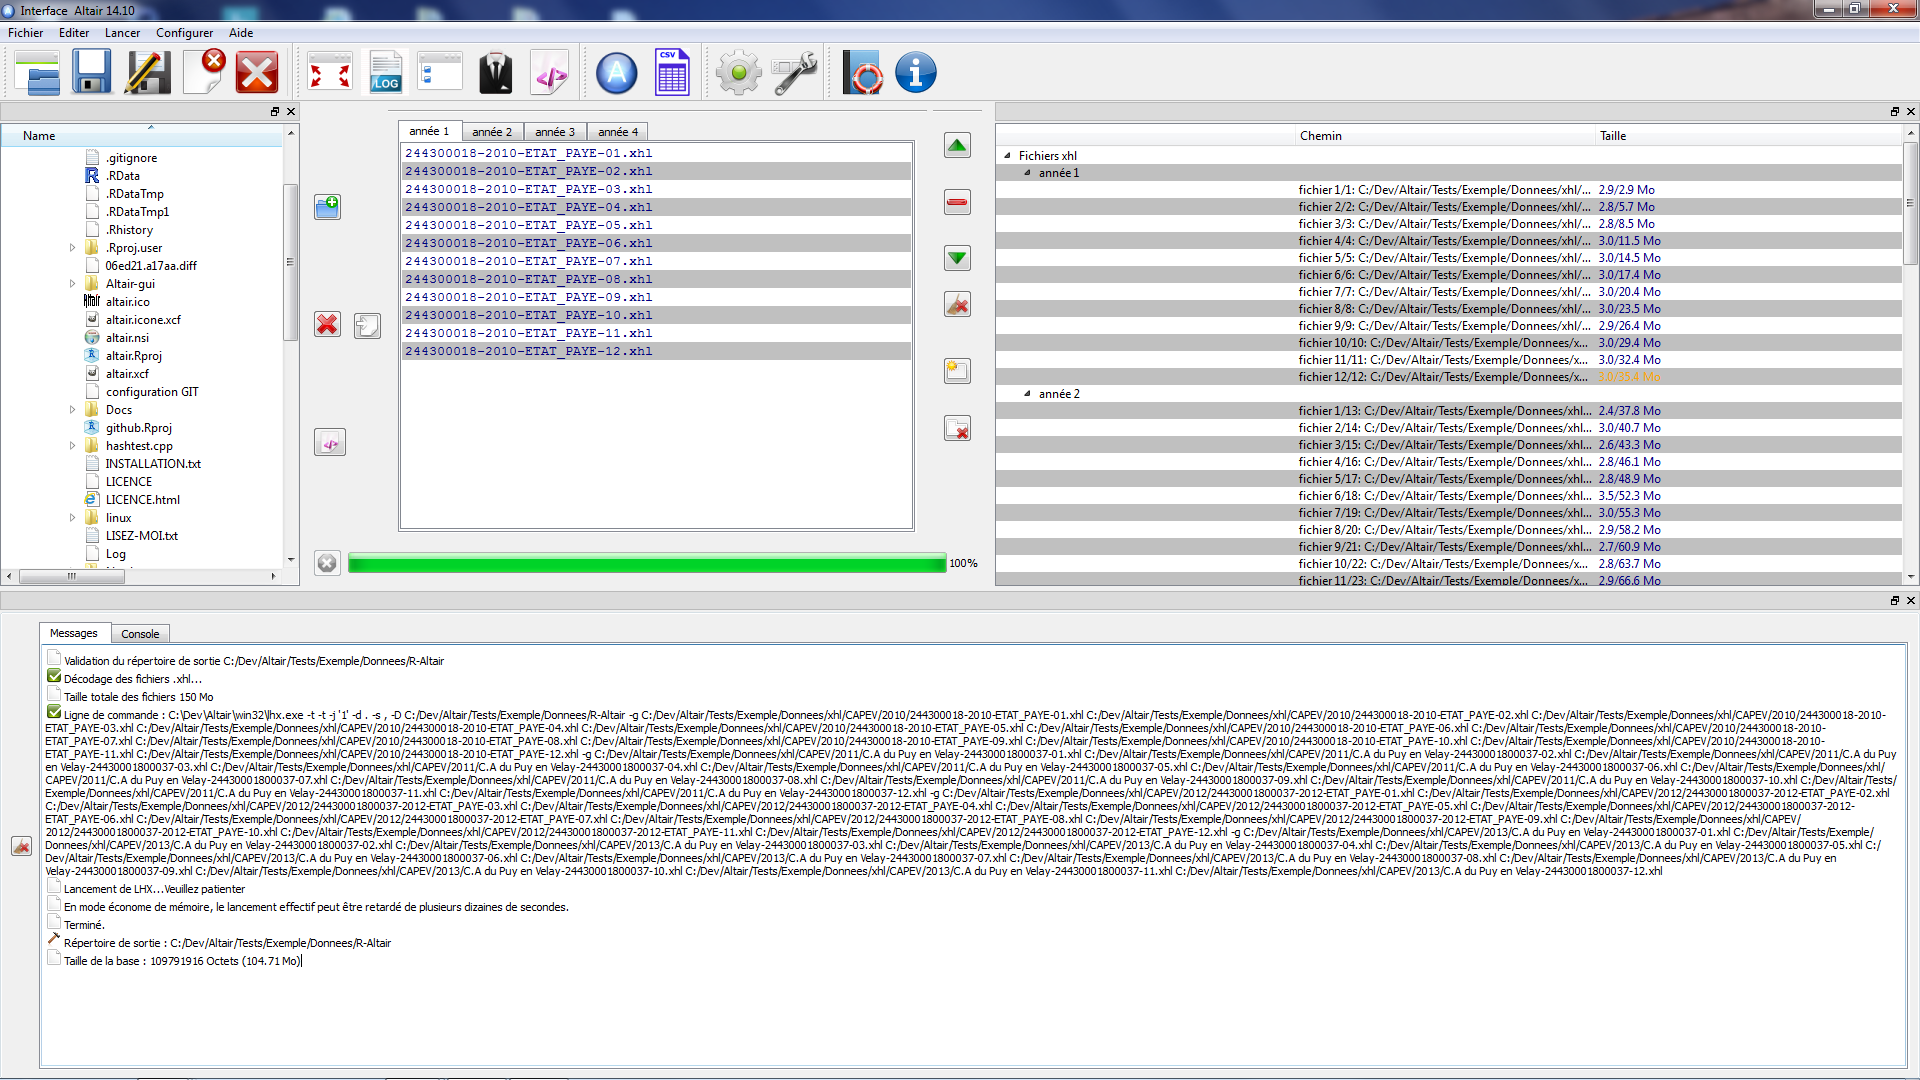 Interface Altair 14.10
Fichier Editer Lancer Configurer Aide
/LOG
A
CSV
Name
.gitignore
.RData
.RDataTmp
.RDataTmp1
.Rhistory
.Rproj.user
06ed21.a17aa.diff
Altair-gui
altair.ico
altair.icone.xcf
altair.nsi
altair.Rproj
altair.xcf
configuration GIT
Docs
github.Rproj
hashtest.cpp
INSTALLATION.txt
LICENCE
LICENCE.html
linux
LISEZ-MOI.txt
Log
année 1 année 2 année 3 année 4
244300018-2010-ETAT_PAYE-01.xhl
244300018-2010-ETAT_PAYE-02.xhl
244300018-2010-ETAT_PAYE-03.xhl
244300018-2010-ETAT_PAYE-04.xhl
244300018-2010-ETAT_PAYE-05.xhl
244300018-2010-ETAT_PAYE-06.xhl
244300018-2010-ETAT_PAYE-07.xhl
244300018-2010-ETAT_PAYE-08.xhl
244300018-2010-ETAT_PAYE-09.xhl
244300018-2010-ETAT_PAYE-10.xhl
244300018-2010-ETAT_PAYE-11.xhl
244300018-2010-ETAT_PAYE-12.xhl
100%
Chemin Taille
Fichiers xhl
année 1
fichier 1/1: C:/Dev/Altair/Tests/Exemple/Donnees/xhl/... 2.9/2.9 Mo
fichier 2/2: C:/Dev/Altair/Tests/Exemple/Donnees/xhl/... 2.8/5.7 Mo
fichier 3/3: C:/Dev/Altair/Tests/Exemple/Donnees/xhl/... 2.8/8.5 Mo
fichier 4/4: C:/Dev/Altair/Tests/Exemple/Donnees/xhl/... 3.0/11.5 Mo
fichier 5/5: C:/Dev/Altair/Tests/Exemple/Donnees/xhl/... 3.0/14.5 Mo
fichier 6/6: C:/Dev/Altair/Tests/Exemple/Donnees/xhl/... 3.0/17.4 Mo
fichier 7/7: C:/Dev/Altair/Tests/Exemple/Donnees/xhl/... 3.0/20.4 Mo
fichier 8/8: C:/Dev/Altair/Tests/Exemple/Donnees/xhl/... 3.0/23.5 Mo
fichier 9/9: C:/Dev/Altair/Tests/Exemple/Donnees/xhl/... 2.9/26.4 Mo
fichier 10/10: C:/Dev/Altair/Tests/Exemple/Donnees/x... 3.0/29.4 Mo
fichier 11/11: C:/Dev/Altair/Tests/Exemple/Donnees/x... 3.0/32.4 Mo
fichier 12/12: C:/Dev/Altair/Tests/Exemple/Donnees/x... 3.0/35.4 Mo
année 2
fichier 1/13: C:/Dev/Altair/Tests/Exemple/Donnees/xhl... 2.4/37.8 Mo
fichier 2/14: C:/Dev/Altair/Tests/Exemple/Donnees/xhl... 3.0/40.7 Mo
fichier 3/15: C:/Dev/Altair/Tests/Exemple/Donnees/xhl... 2.6/43.3 Mo
fichier 4/16: C:/Dev/Altair/Tests/Exemple/Donnees/xhl... 2.8/46.1 Mo
fichier 5/17: C:/Dev/Altair/Tests/Exemple/Donnees/xhl... 2.8/48.9 Mo
fichier 6/18: C:/Dev/Altair/Tests/Exemple/Donnees/xhl... 3.5/52.3 Mo
fichier 7/19: C:/Dev/Altair/Tests/Exemple/Donnees/xhl... 3.0/55.3 Mo
fichier 8/20: C:/Dev/Altair/Tests/Exemple/Donnees/xhl... 2.9/58.2 Mo
fichier 9/21: C:/Dev/Altair/Tests/Exemple/Donnees/xhl... 2.7/60.9 Mo
fichier 10/22: C:/Dev/Altair/Tests/Exemple/Donnees/x... 2.8/63.7 Mo
fichier 11/23: C:/Dev/Altair/Tests/Exemple/Donnees/x... 2.9/66.6 Mo
Messages Console
Validation du répertoire de sortie C:/Dev/Altair/Tests/Exemple/Donnees/R-Altair
Décodage des fichiers .xhl...
Taille totale des fichiers 150 Mo
Ligne de commande : C:\Dev\Altair\win32\lhx.exe -t -t -j '1' -d . -s , -D C:/Dev/Altair/Tests/Exemple/Donnees/R-Altair -g C:/Dev/Altair/Tests/Exemple/Donnees/xhl/CAPEV/2010/244300018-2010-ETAT_PAYE-01.xhl C:/Dev/Altair/Tests/Exemple/Donnees/xhl/CAPEV/2010/244300018-2010-ETAT_PAYE-02.xhl C:/Dev/Altair/Tests/Exemple/Donnees/xhl/CAPEV/2010/244300018-2010-
ETAT_PAYE-03.xhl C:/Dev/Altair/Tests/Exemple/Donnees/xhl/CAPEV/2010/244300018-2010-ETAT_PAYE-04.xhl C:/Dev/Altair/Tests/Exemple/Donnees/xhl/CAPEV/2010/244300018-2010-ETAT_PAYE-05.xhl C:/Dev/Altair/Tests/Exemple/Donnees/xhl/CAPEV/2010/244300018-2010-ETAT_PAYE-06.xhl C:/Dev/Altair/Tests/Exemple/Donnees/xhl/CAPEV/2010/244300018-2010-
ETAT_PAYE-07.xhl C:/Dev/Altair/Tests/Exemple/Donnees/xhl/CAPEV/2010/244300018-2010-ETAT_PAYE-08.xhl C:/Dev/Altair/Tests/Exemple/Donnees/xhl/CAPEV/2010/244300018-2010-ETAT_PAYE-09.xhl C:/Dev/Altair/Tests/Exemple/Donnees/xhl/CAPEV/2010/244300018-2010-ETAT_PAYE-10.xhl C:/Dev/Altair/Tests/Exemple/Donnees/xhl/CAPEV/2010/244300018-2010-
ETAT_PAYE-11.xhl C:/Dev/Altair/Tests/Exemple/Donnees/xhl/CAPEV/2010/244300018-2010-ETAT_PAYE-12.xhl -g C:/Dev/Altair/Tests/Exemple/Donnees/xhl/CAPEV/2011/C.A du Puy en Velay-24430001800037-01.xhl C:/Dev/Altair/Tests/Exemple/Donnees/xhl/CAPEV/2011/C.A du Puy en Velay-24430001800037-02.xhl C:/Dev/Altair/Tests/Exemple/Donnees/xhl/CAPEV/2011/C.A du Puy
en Velay-24430001800037-03.xhl C:/Dev/Altair/Tests/Exemple/Donnees/xhl/CAPEV/2011/C.A du Puy en Velay-24430001800037-04.xhl C:/Dev/Altair/Tests/Exemple/Donnees/xhl/CAPEV/2011/C.A du Puy en Velay-24430001800037-05.xhl C:/Dev/Altair/Tests/Exemple/Donnees/xhl/CAPEV/2011/C.A du Puy en Velay-24430001800037-06.xhl C:/Dev/Altair/Tests/Exemple/Donnees/xhl/
CAPEV/2011/C.A du Puy en Velay-24430001800037-07.xhl C:/Dev/Altair/Tests/Exemple/Donnees/xhl/CAPEV/2011/C.A du Puy en Velay-24430001800037-08.xhl C:/Dev/Altair/Tests/Exemple/Donnees/xhl/CAPEV/2011/C.A du Puy en Velay-24430001800037-09.xhl C:/Dev/Altair/Tests/Exemple/Donnees/xhl/CAPEV/2011/C.A du Puy en Velay-24430001800037-10.xhl C:/Dev/Altair/Tests/
Exemple/Donnees/xhl/CAPEV/2011/C.A du Puy en Velay-24430001800037-11.xhl C:/Dev/Altair/Tests/Exemple/Donnees/xhl/CAPEV/2011/C.A du Puy en Velay-24430001800037-12.xhl -g C:/Dev/Altair/Tests/Exemple/Donnees/xhl/CAPEV/2012/24430001800037-2012-ETAT_PAYE-01.xhl C:/Dev/Altair/Tests/Exemple/Donnees/xhl/CAPEV/2012/24430001800037-2012-ETAT_PAYE-02.xhl
C:/Dev/Altair/Tests/Exemple/Donnees/xhl/CAPEV/2012/24430001800037-2012-ETAT_PAYE-03.xhl C:/Dev/Altair/Tests/Exemple/Donnees/xhl/CAPEV/2012/24430001800037-2012-ETAT_PAYE-04.xhl C:/Dev/Altair/Tests/Exemple/Donnees/xhl/CAPEV/2012/24430001800037-2012-ETAT_PAYE-05.xhl C:/Dev/Altair/Tests/Exemple/Donnees/xhl/CAPEV/2012/24430001800037-2012-
ETAT_PAYE-06.xhl C:/Dev/Altair/Tests/Exemple/Donnees/xhl/CAPEV/2012/24430001800037-2012-ETAT_PAYE-07.xhl C:/Dev/Altair/Tests/Exemple/Donnees/xhl/CAPEV/2012/24430001800037-2012-ETAT_PAYE-08.xhl C:/Dev/Altair/Tests/Exemple/Donnees/xhl/CAPEV/2012/24430001800037-2012-ETAT_PAYE-09.xhl C:/Dev/Altair/Tests/Exemple/Donnees/xhl/CAPEV/
2012/24430001800037-2012-ETAT_PAYE-10.xhl C:/Dev/Altair/Tests/Exemple/Donnees/xhl/CAPEV/2012/24430001800037-2012-ETAT_PAYE-11.xhl C:/Dev/Altair/Tests/Exemple/Donnees/xhl/CAPEV/2012/24430001800037-2012-ETAT_PAYE-12.xhl -g C:/Dev/Altair/Tests/Exemple/Donnees/xhl/CAPEV/2013/C.A du Puy en Velay-24430001800037-01.xhl C:/Dev/Altair/Tests/Exemple/
Donnees/xhl/CAPEV/2013/C.A du Puy en Velay-24430001800037-02.xhl C:/Dev/Altair/Tests/Exemple/Donnees/xhl/CAPEV/2013/C.A du Puy en Velay-24430001800037-03.xhl C:/Dev/Altair/Tests/Exemple/Donnees/xhl/CAPEV/2013/C.A du Puy en Velay-24430001800037-04.xhl C:/Dev/Altair/Tests/Exemple/Donnees/xhl/CAPEV/2013/C.A du Puy en Velay-24430001800037-05.xhl C:/
Dev/Altair/Tests/Exemple/Donnees/xhl/CAPEV/2013/C.A du Puy en Velay-24430001800037-06.xhl C:/Dev/Altair/Tests/Exemple/Donnees/xhl/CAPEV/2013/C.A du Puy en Velay-24430001800037-07.xhl C:/Dev/Altair/Tests/Exemple/Donnees/xhl/CAPEV/2013/C.A du Puy en Velay-24430001800037-08.xhl C:/Dev/Altair/Tests/Exemple/Donnees/xhl/CAPEV/2013/C.A du Puy en
Velay-24430001800037-09.xhl C:/Dev/Altair/Tests/Exemple/Donnees/xhl/CAPEV/2013/C.A du Puy en Velay-24430001800037-10.xhl C:/Dev/Altair/Tests/Exemple/Donnees/xhl/CAPEV/2013/C.A du Puy en Velay-24430001800037-11.xhl C:/Dev/Altair/Tests/Exemple/Donnees/xhl/CAPEV/2013/C.A du Puy en Velay-24430001800037-12.xhl
Lancement de LHX...Veuillez patienter
En mode économe de mémoire, le lancement effectif peut être retardé de plusieurs dizaines de secondes.
Terminé.
Répertoire de sortie : C:/Dev/Altair/Tests/Exemple/Donnees/R-Altair
Taille de la base : 109791916 Octets (104.71 Mo)